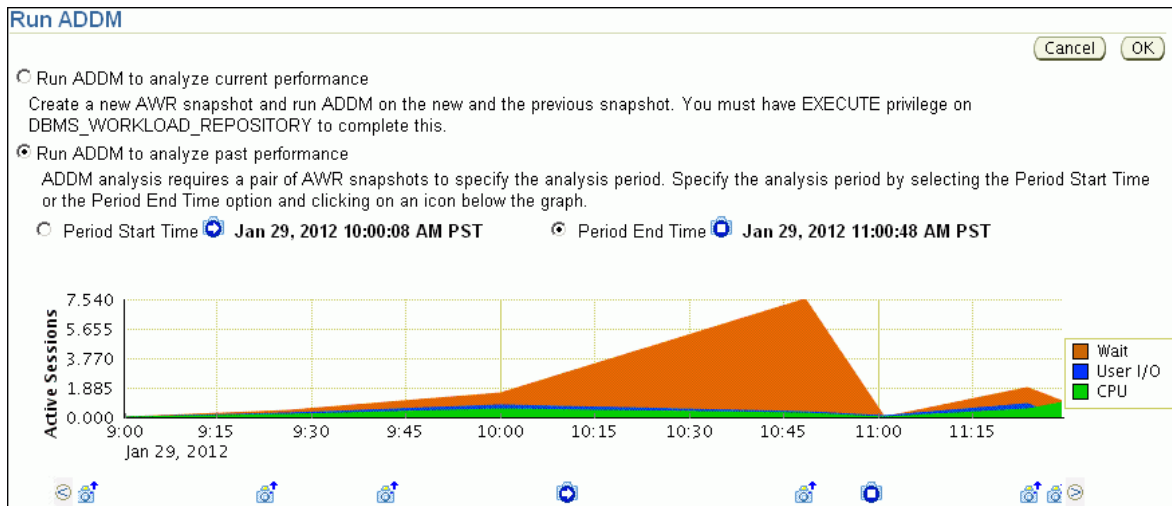 Run ADDM
Cancel OK
Run ADDM to analyze current performance
Create a new AWR snapshot and run ADDM on the new and the previous snapshot. You must have EXECUTE privilege on
DBMS_WORKLOAD_REPOSITORY to complete this.
Run ADDM to analyze past performance
ADDM analysis requires a pair of AWR snapshots to specify the analysis period. Specify the analysis period by selecting the Period Start Time
or the Period End Time option and clicking on an icon below the graph.
Period Start Time Jan 29, 2012 10:00:08 AM PST Period End Time Jan 29, 2012 11:00:48 AM PST
Active Sessions
7.540
5.655
3.770
1.885
0.000
Wait
User I/O
CPU
9:00 9:15 9:30 9:45 10:00 10:15 10:30 10:45 11:00 11:15
Jan 29, 2012